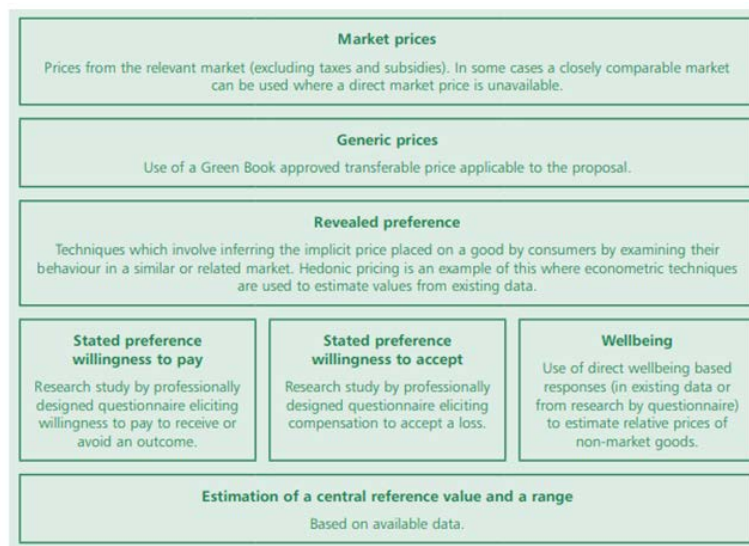 Market prices
Prices from the relevant market (excluding taxes and subsidies). In some cases a closely comparable market
can be used where a direct market price is unavailable.
Generic prices
Use of a Green Book approved transferable price applicable to the proposal.
Revealed preference
Techniques which involve inferring the implicit price placed on a good by consumers by examining their
behaviour in a similar or related market. Hedonic pricing is an example of this where econometric techniques
are used to estimate values from existing data.
Stated preference
willingness to pay
Research study by professionally
designed questionnaire eliciting
willingness to pay to receive or
avoid an outcome.
Stated preference
willingness to accept
Research study by professionally
designed questionnaire eliciting
compensation to accept a loss.
Wellbeing
Use of direct wellbeing based
responses (in existing data or
from research by questionnaire)
to estimate relative prices of
non-market goods.
Estimation of a central reference value and a range
Based on available data.